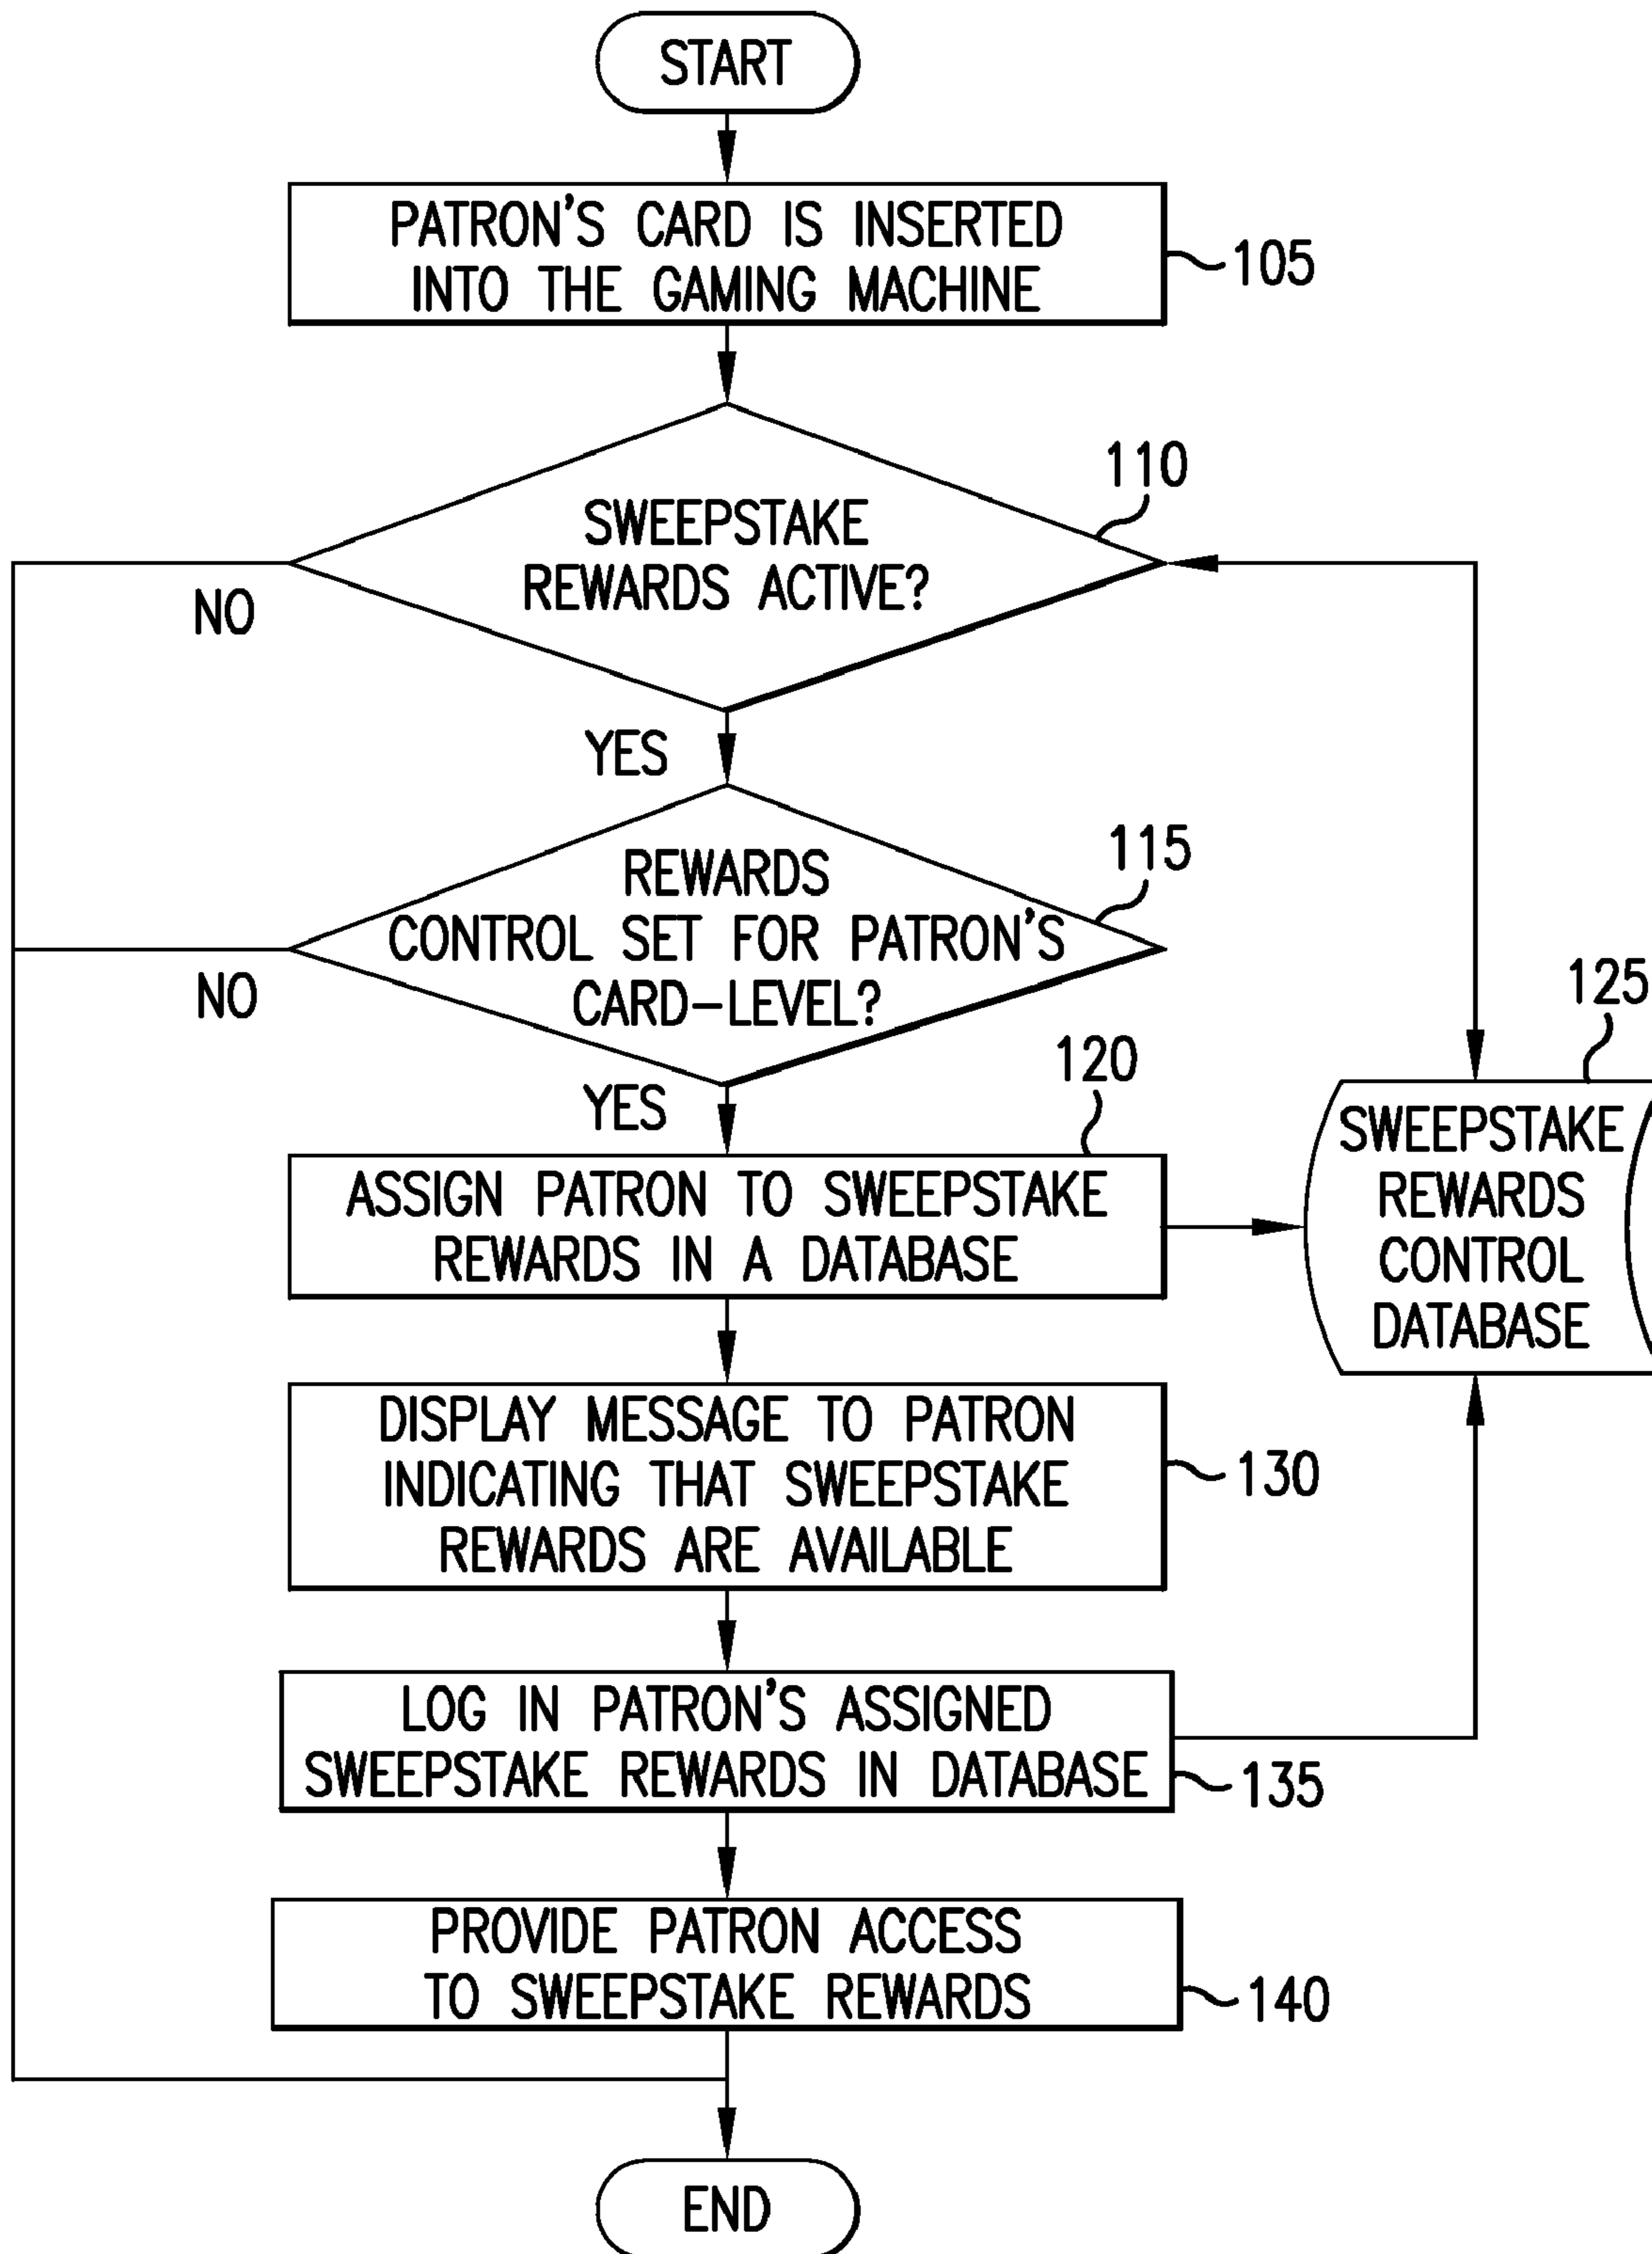 START
PATRON'S CARD IS INSERTED
INTO THE GAMING MACHINE
105
110
SWEEPSTAKE
REWARDS ACTIVE?
NO
YES
115
REWARDS
CONTROL SET FOR PATRON'S
CARD-LEVEL?
NO
YES
120
125
ASSIGN PATRON TO SWEEPSTAKE
REWARDS IN A DATABASE
SWEEPSTAKE
REWARDS
CONTROL
DATABASE
DISPLAY MESSAGE TO PATRON
INDICATING THAT SWEEPSTAKE
REWARDS ARE AVAILABLE
130
LOG IN PATRON'S ASSIGNED
SWEEPSTAKE REWARDS IN DATABASE
135
PROVIDE PATRON ACCESS
TO SWEEPSTAKE REWARDS
140
END